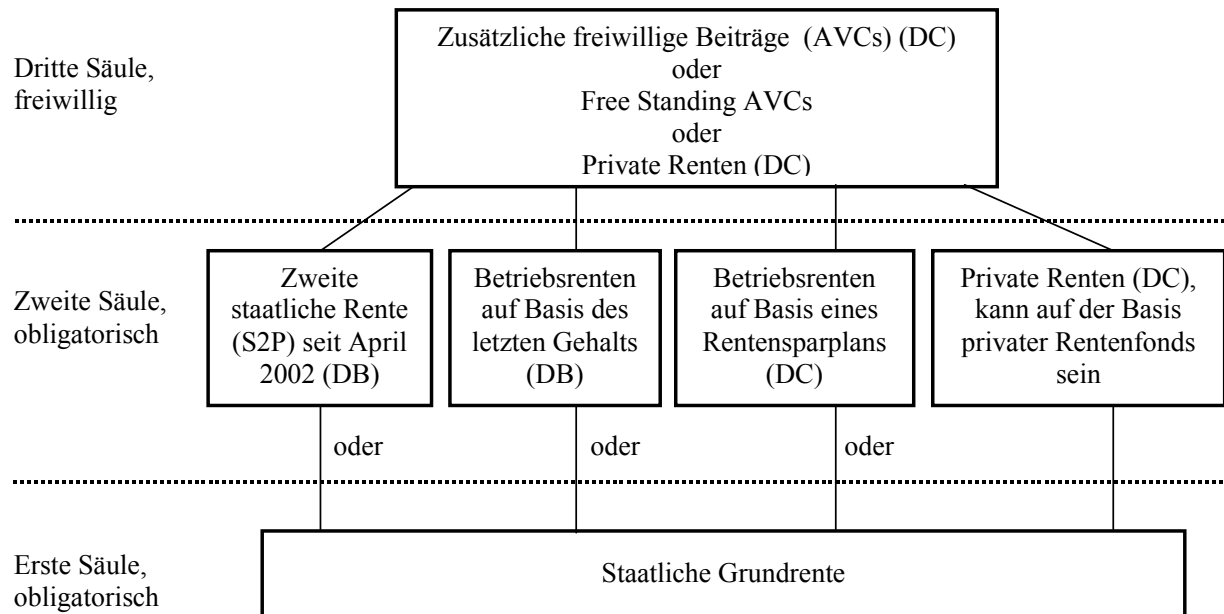 Dritte Säule,
freiwillig
Zusätzliche freiwillige Beiträge  (AVCs) (DC)
oder
Free Standing AVCs
oder
Private Renten (DC)
Zweite Säule,
obligatorisch
Zweite
staatliche Rente
(S2P) seit April
2002 (DB)
Betriebsrenten
auf Basis des
letzten Gehalts
(DB)
Betriebsrenten
auf Basis eines
Rentensparplans
(DC)
Private Renten (DC),
kann auf der Basis
privater Rentenfonds
sein
oder
oder
oder
Erste Säule,
obligatorisch
Staatliche Grundrente